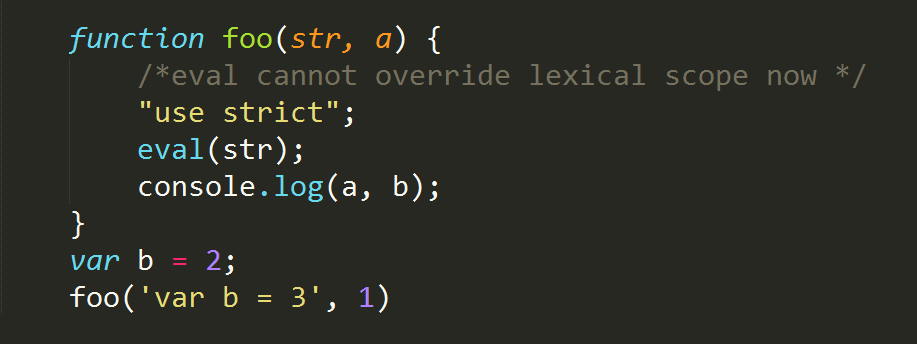 function foo(str, a) {
    /*eval cannot override lexical scope now */
    "use strict";
    eval(str);
    console.log(a, b);
}
var b = 2;
foo('var b = 3', 1)